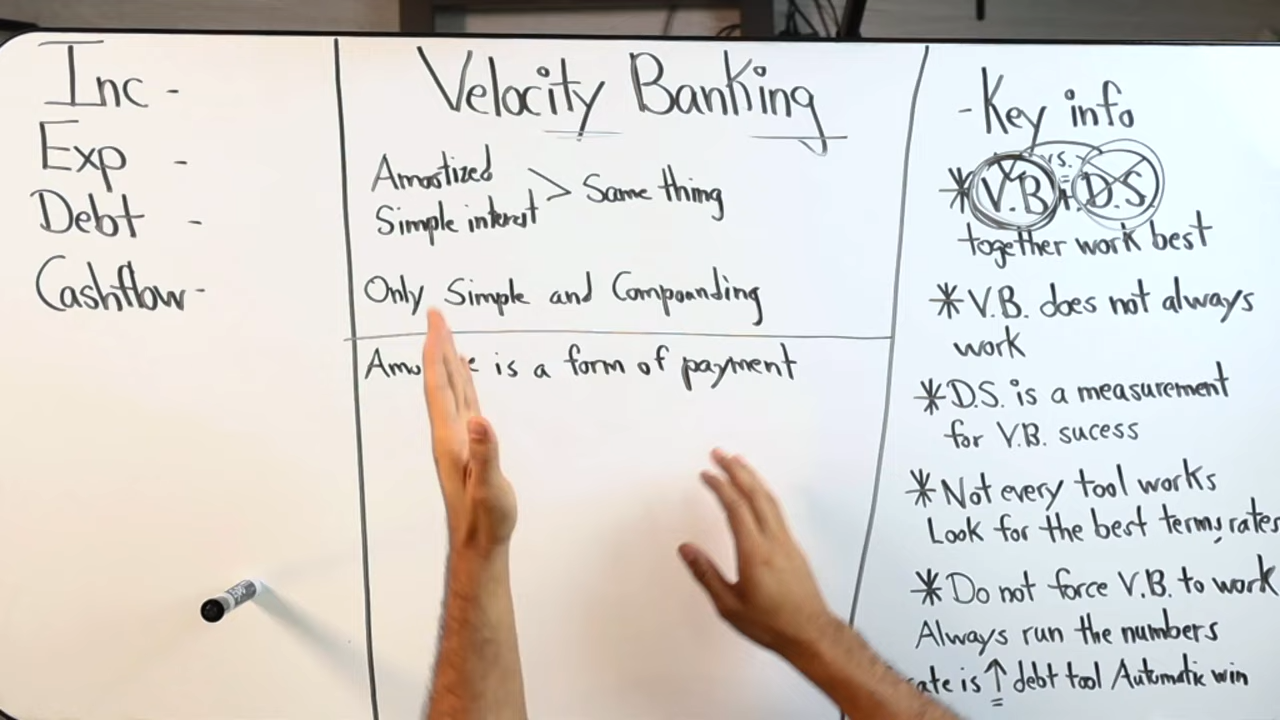 Inc -
Exp -
Debt -
Cashflow -
Velocity Banking
Amortized
Simple interest > Same thing
Only Simple and Compounding
is a form of payment
- Key info
vs.
* V.B + D.S.
together work best
* V.B. does not always
work
* D.S. is a measurement
for V.B. sucess
* Not every tool works
Look for the best terms, rates
* Do not force V.B. to work
Always run the numbers
is ↑ debt tool Automatic win